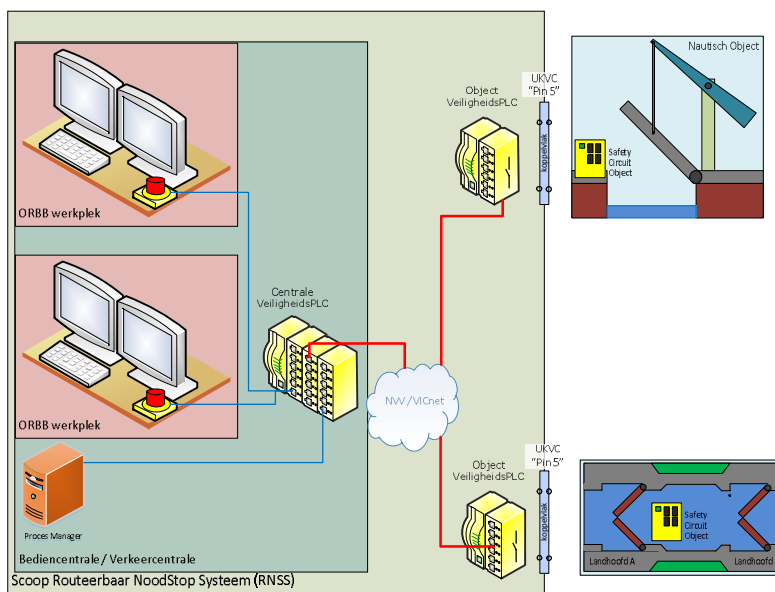 ORBB werkplek
ORBB werkplek
Proces Manager
Bediencentrale / Verkeercentrale
Scoop Routeerbaar NoodStop Systeem (RNSS)
Centrale
VeiligheidsPLC
NVW / VICnet
Object
VeiligheidsPLC
UKVC
"Pin 5"
koppelvlak
Nautisch Object
Safety
Circuit
Object
Object
VeiligheidsPLC
UKVC
"Pin 5"
koppelvlak
Safety
Circuit
Object
Landhoofd A
Landhoofd